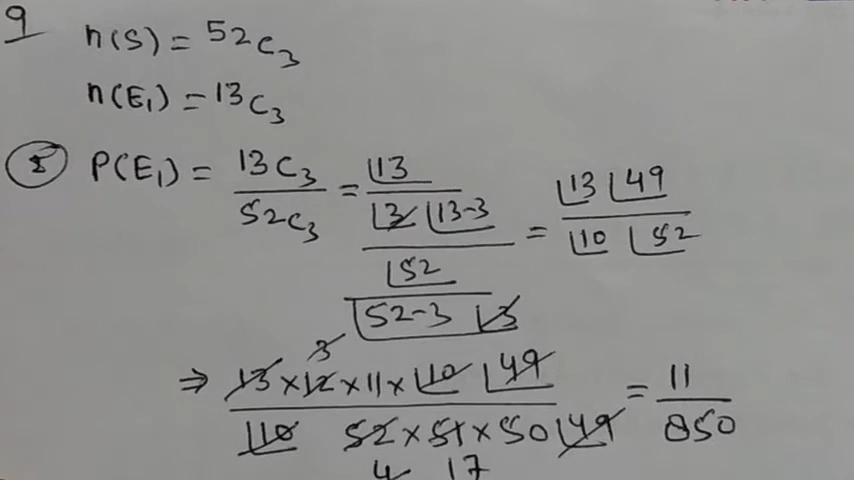 9 n(S) = 52c₃
n(E₁) = 13c₃
P(E₁) = 13c₃ / 52c₃ = (⌊13 / (⌊3 ⌊13-3)) / (⌊52 / (⌊52-3 ⌊3)) = (⌊13 ⌊49) / (⌊10 ⌊52)
3
⇒ (13 × 12 × 11 × ⌊10 ⌊49) / (⌊10 52 × 51 × 50 ⌊49) = 11 / 850
4 17